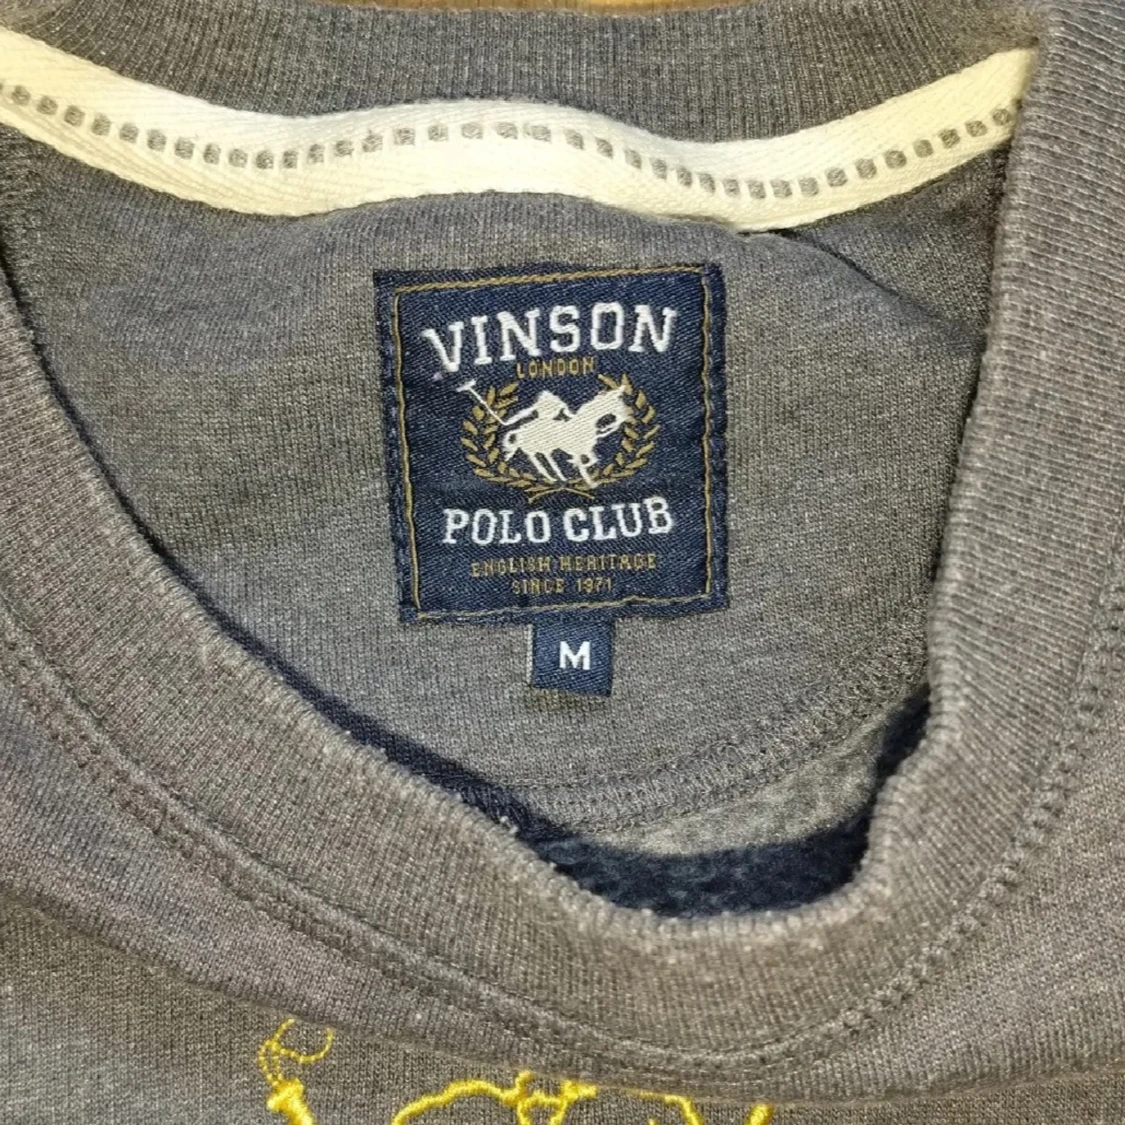 VINSON
LONDON
POLO CLUB
ENGLISH HERITAGE
SINCE 1971
M